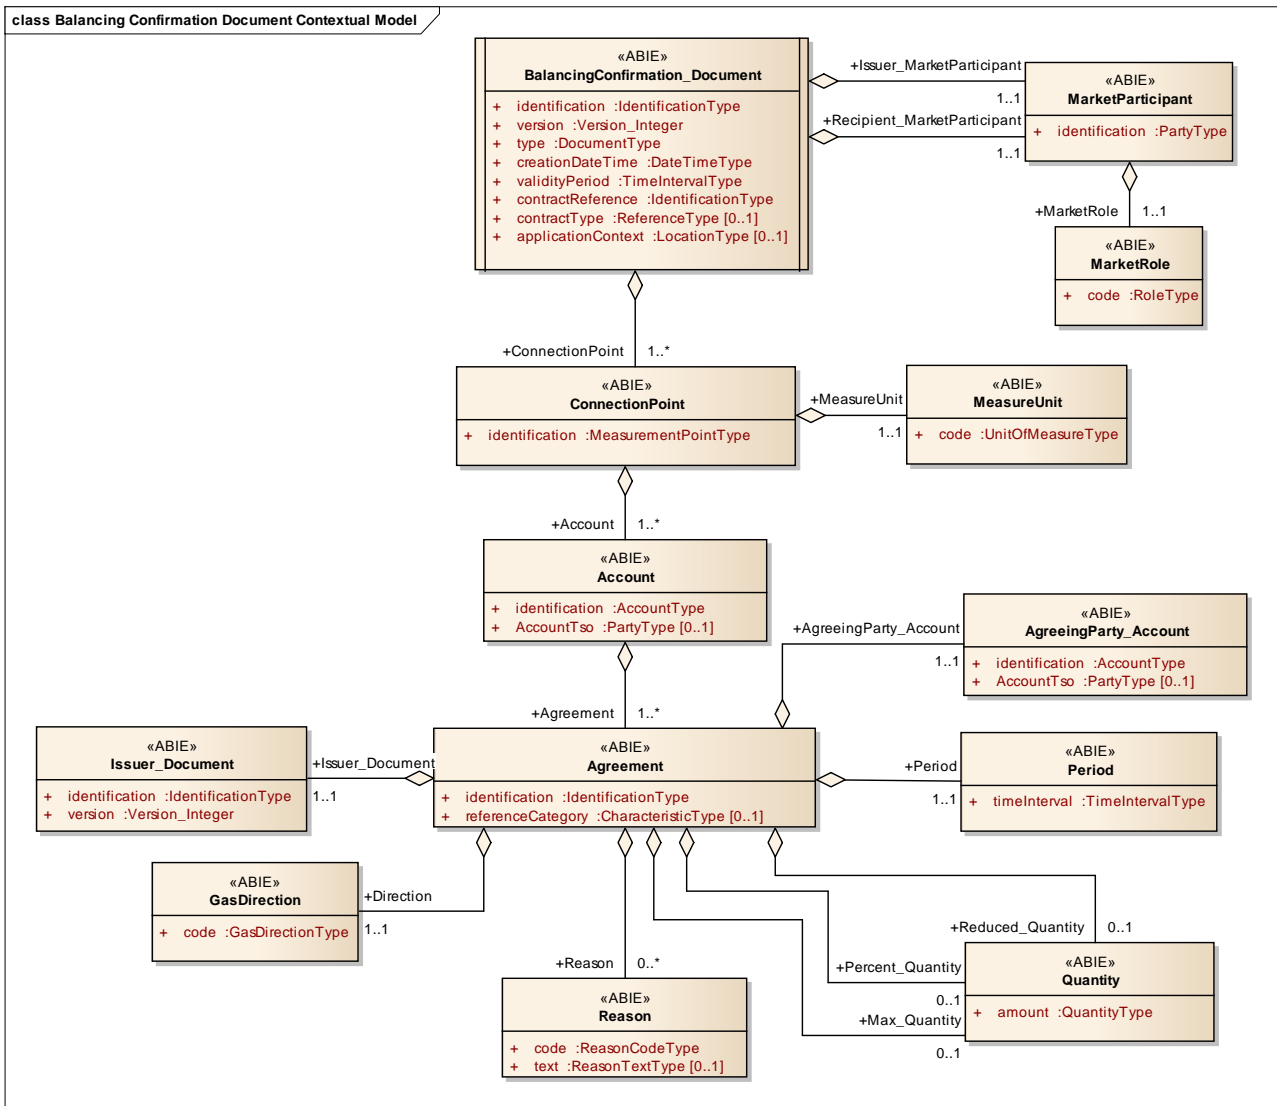 class Balancing Confirmation Document Contextual Model
«ABIE»
BalancingConfirmation_Document
+ identification :IdentificationType
+ version :Version_Integer
+ type :DocumentType
+ creationDateTime :DateTimeType
+ validityPeriod :TimeIntervalType
+ contractReference :IdentificationType
+ contractType :ReferenceType [0..1]
+ applicationContext :LocationType [0..1]
+Issuer_MarketParticipant
1..1
+Recipient_MarketParticipant
1..1
«ABIE»
MarketParticipant
+ identification :PartyType
+MarketRole 1..1
«ABIE»
MarketRole
+ code :RoleType
+ConnectionPoint 1..*
«ABIE»
ConnectionPoint
+ identification :MeasurementPointType
+MeasureUnit
1..1
«ABIE»
MeasureUnit
+ code :UnitOfMeasureType
+Account 1..*
«ABIE»
Account
+ identification :AccountType
+ AccountTso :PartyType [0..1]
+AgreeingParty_Account
1..1
«ABIE»
AgreeingParty_Account
+ identification :AccountType
+ AccountTso :PartyType [0..1]
+Agreement 1..*
«ABIE»
Agreement
+ identification :IdentificationType
+ referenceCategory :CharacteristicType [0..1]
+Issuer_Document
1..1
«ABIE»
Issuer_Document
+ identification :IdentificationType
+ version :Version_Integer
+Period
1..1
«ABIE»
Period
+ timeInterval :TimeIntervalType
+Direction
1..1
«ABIE»
GasDirection
+ code :GasDirectionType
+Reason 0..*
«ABIE»
Reason
+ code :ReasonCodeType
+ text :ReasonTextType [0..1]
+Reduced_Quantity 0..1
+Percent_Quantity
0..1
+Max_Quantity
0..1
«ABIE»
Quantity
+ amount :QuantityType